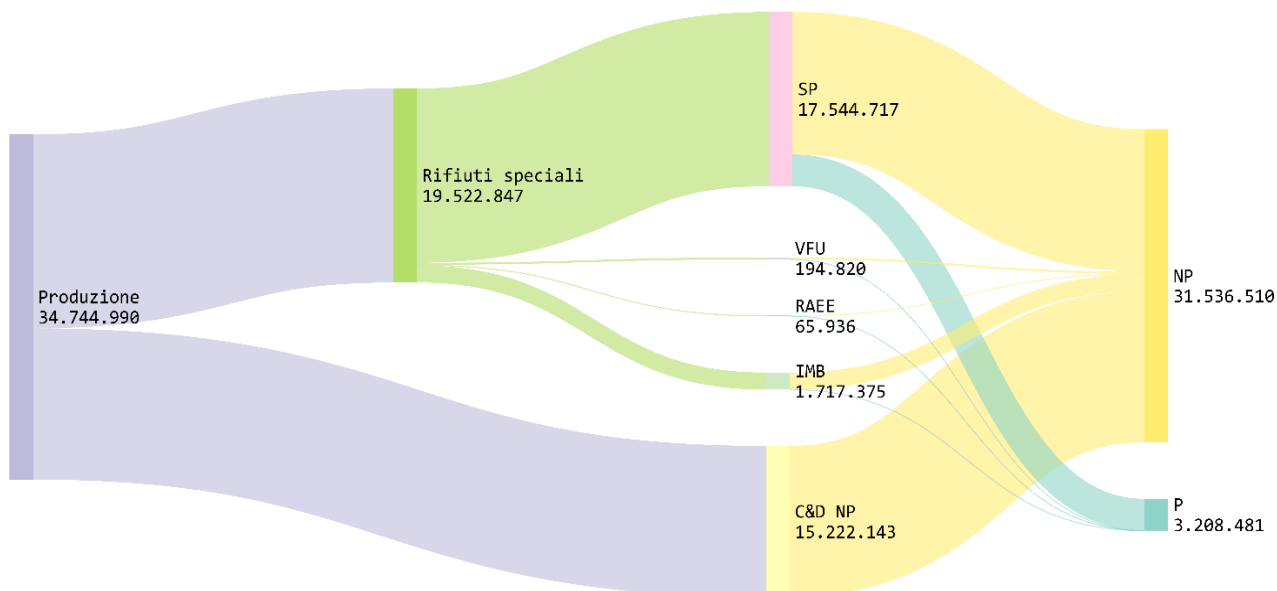 Produzione
34.744.990
Rifiuti speciali
19.522.847
SP
17.544.717
VFU
194.820
RAEE
65.936
IMB
1.717.375
C&D NP
15.222.143
NP
31.536.510
P
3.208.481